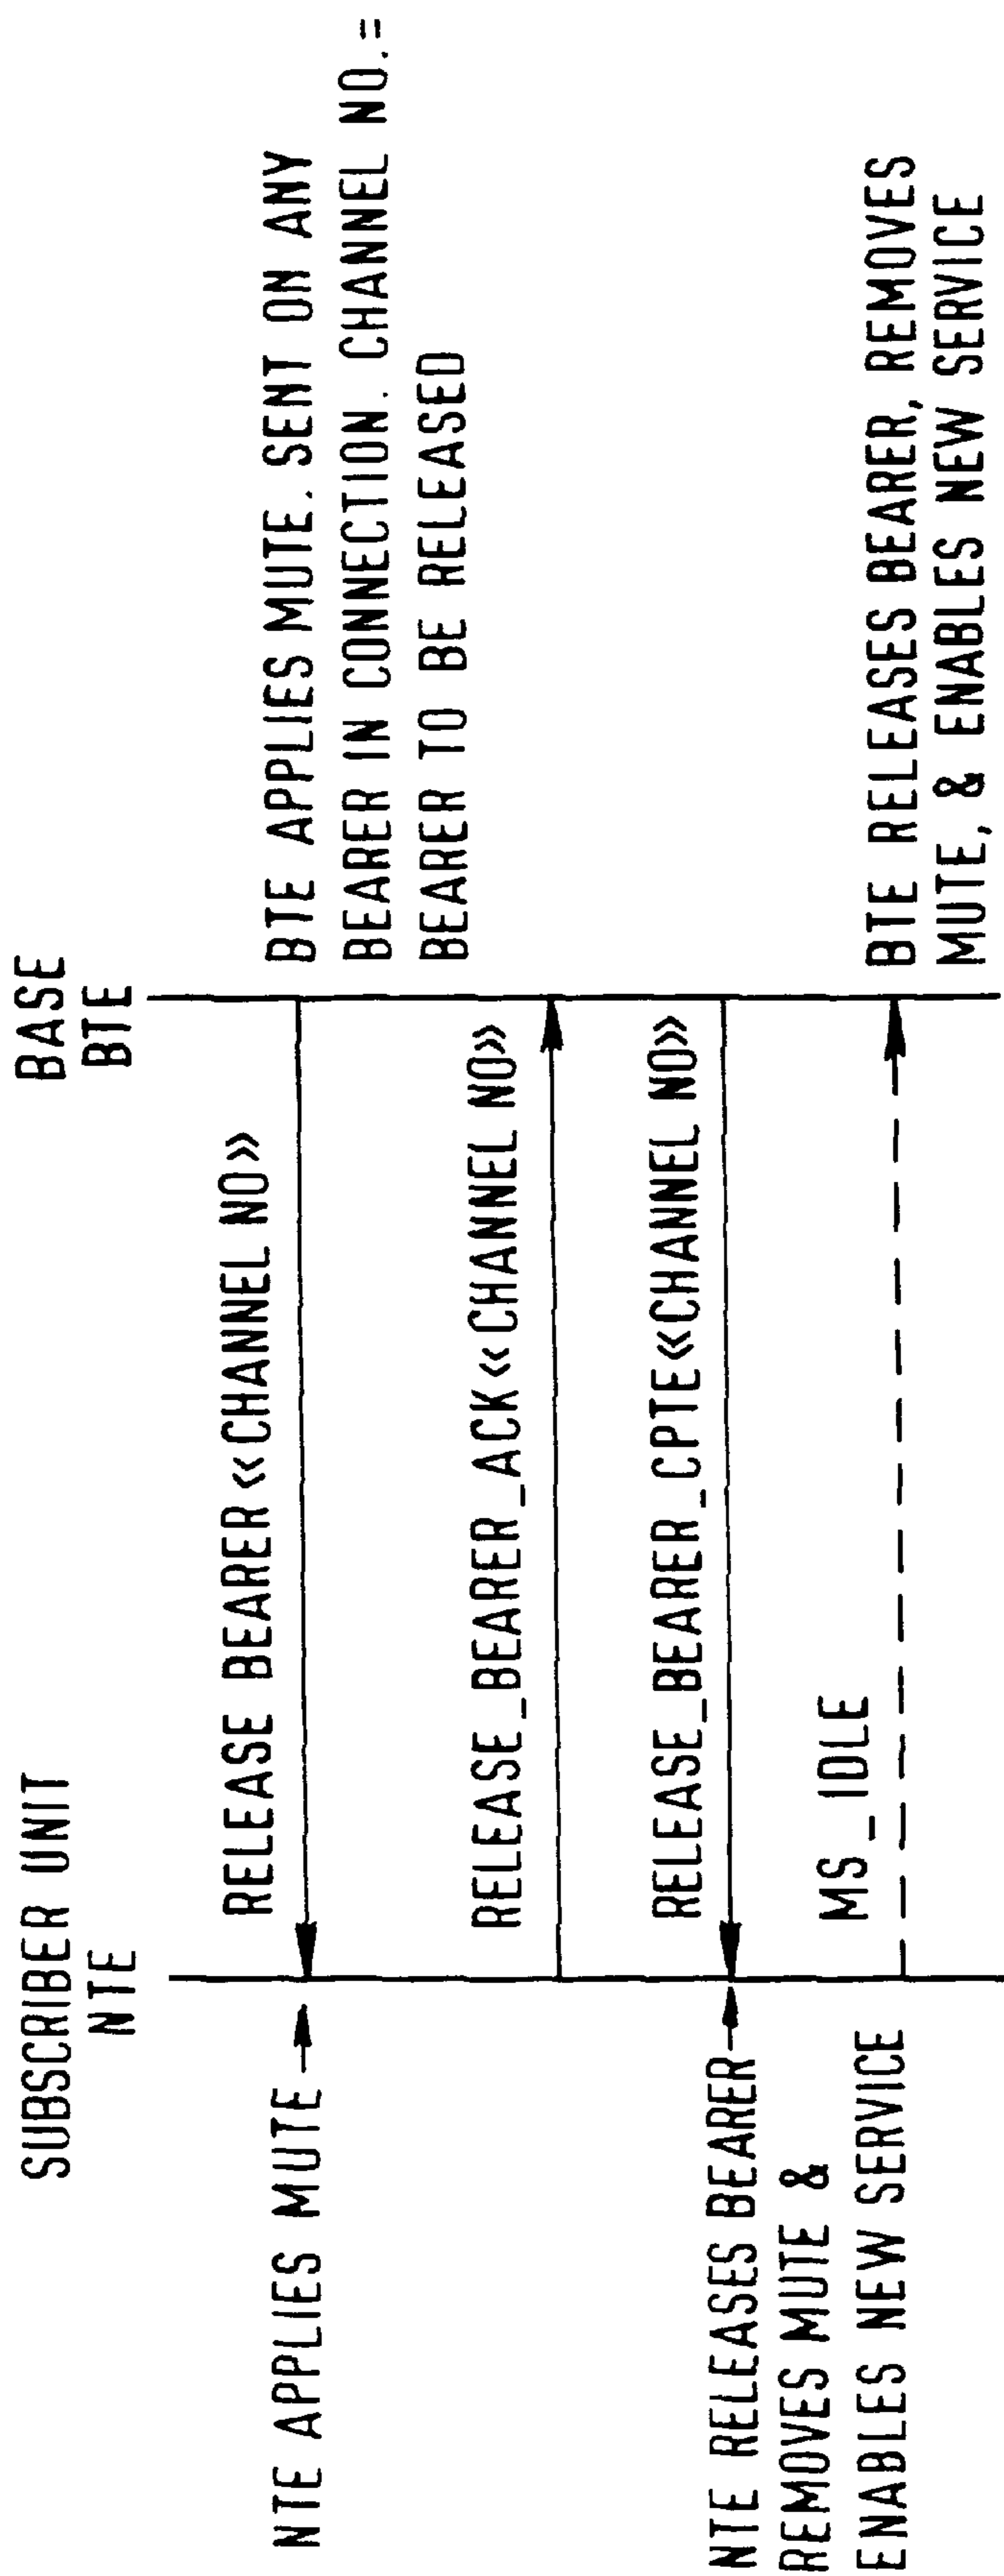 SUBSCRIBER UNIT
NTE
BASE
BTE
NTE APPLIES MUTE
RELEASE BEARER «CHANNEL NO»
BTE APPLIES MUTE. SENT ON ANY
BEARER IN CONNECTION. CHANNEL NO.=
BEARER TO BE RELEASED
RELEASE_BEARER_ACK«CHANNEL NO»
RELEASE_BEARER_CPTE«CHANNEL NO»
NTE RELEASES BEARER
REMOVES MUTE &
ENABLES NEW SERVICE
MS_IDLE
BTE RELEASES BEARER, REMOVES
MUTE, & ENABLES NEW SERVICE